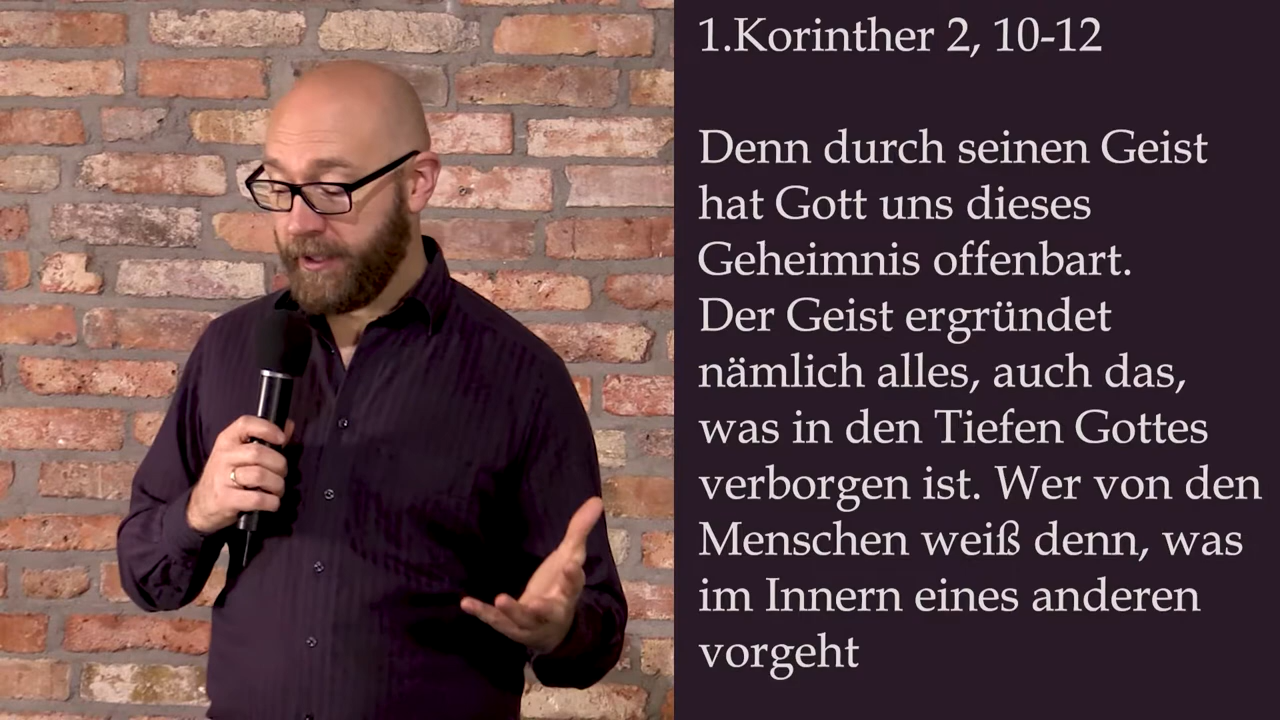 1.Korinther 2, 10-12
Denn durch seinen Geist
hat Gott uns dieses
Geheimnis offenbart.
Der Geist ergründet
nämlich alles, auch das,
was in den Tiefen Gottes
verborgen ist. Wer von den
Menschen weiß denn, was
im Innern eines anderen
vorgeht